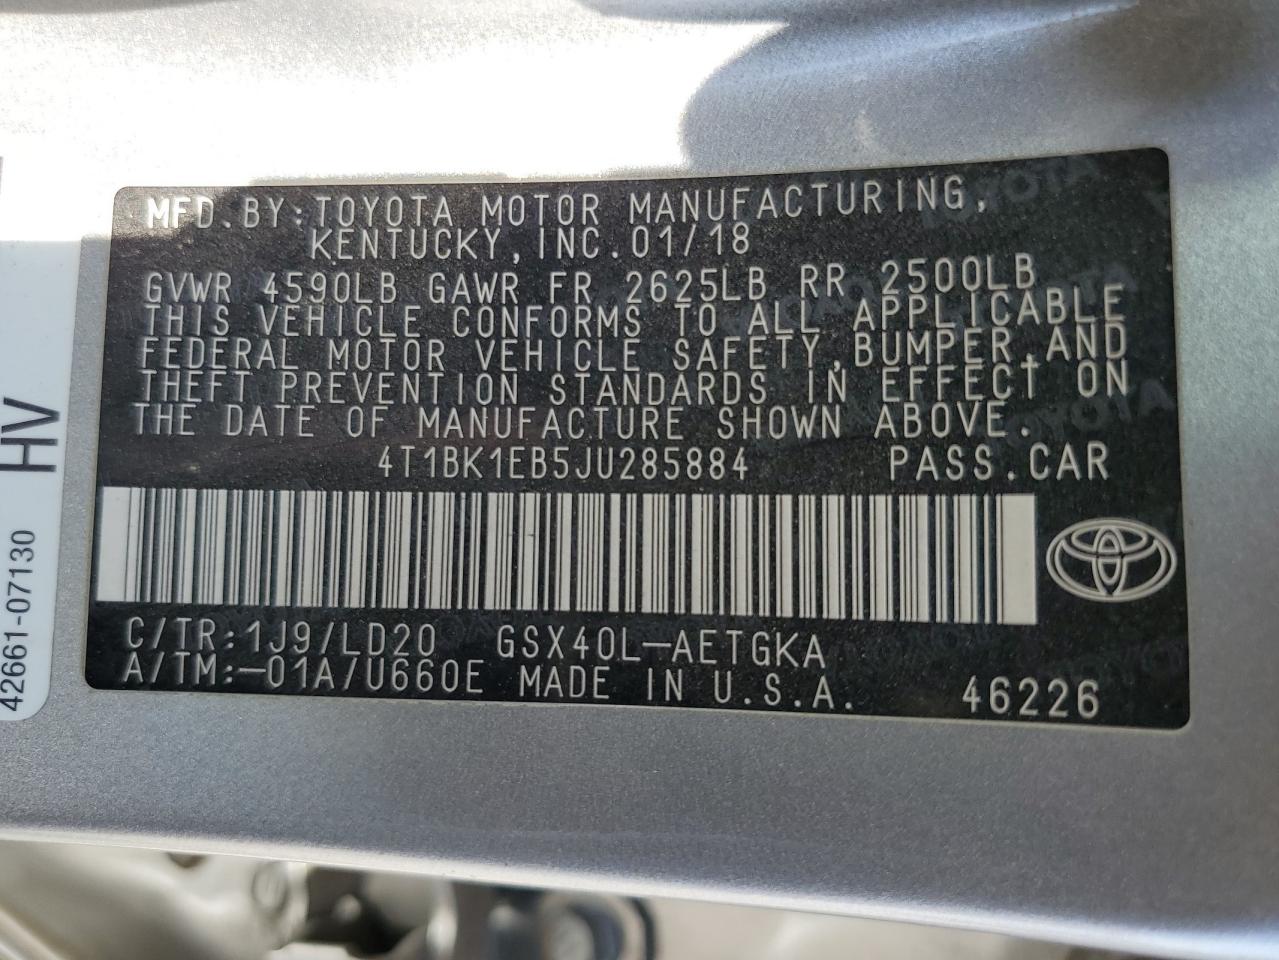 MFD.BY:TOYOTA MOTOR MANUFACTURING,
KENTUCKY,INC.01/18
GVWR 4590LB GAWR FR 2625LB RR 2500LB
THIS VEHICLE CONFORMS TO ALL APPLICABLE
FEDERAL MOTOR VEHICLE SAFETY,BUMPER,AND
THEFT PREVENTION STANDARDS IN EFFECT ON
THE DATE OF MANUFACTURE SHOWN ABOVE.
4T1BK1EB5JU285884 PASS.CAR
C/TR:1J9/LD20 GSX40L-AETGKA
A/TM:-01A/U660E MADE IN U.S.A. 46226
HV
42661-07130